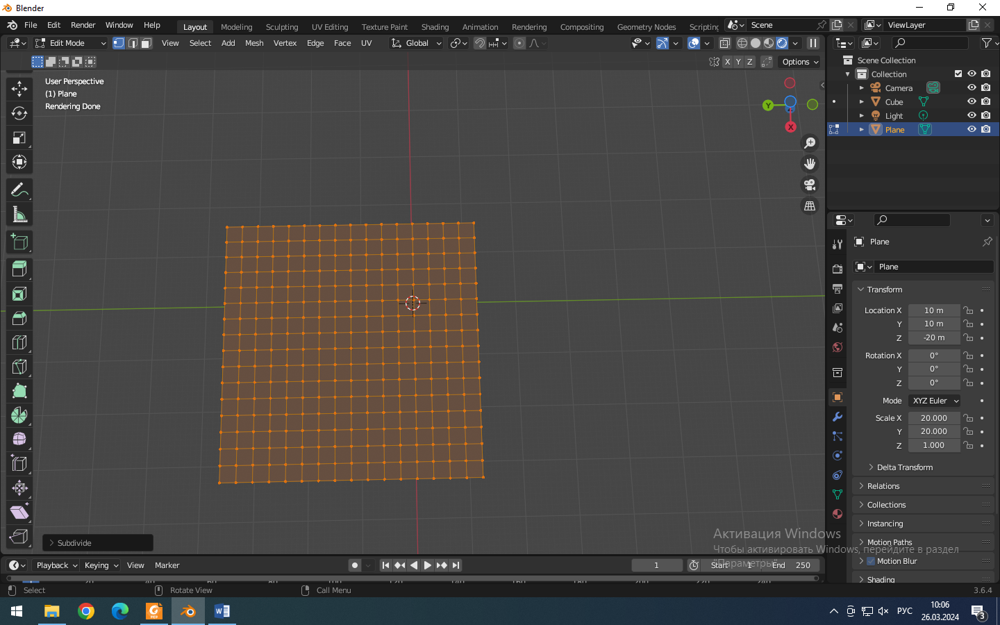 Blender
File Edit Render Window Help Layout Modeling Sculpting UV Editing Texture Paint Shading Animation Rendering Compositing Geometry Nodes Scripting Scene ViewLayer
Edit Mode View Select Add Mesh Vertex Edge Face UV Global
X Y Z Options
User Perspective
(1) Plane
Rendering Done
Y
X
Subdivide
Scene Collection
Collection
Camera
Cube
Light
Plane
Plane
Plane
Transform
Location X 10 m
Y 10 m
Z -20 m
Rotation X 0°
Y 0°
Z 0°
Mode XYZ Euler
Scale X 20.000
Y 20.000
Z 1.000
Delta Transform
Relations
Collections
Instancing
Motion Paths
Motion Blur
Shading
Активация Windows
Чтобы активировать Windows, перейдите в раздел
"Параметры".
Playback Keying View Marker 1 Start 1 End 250
Select Rotate View Call Menu 3.6.4
PDF W РУС 10:06
26.03.2024
3